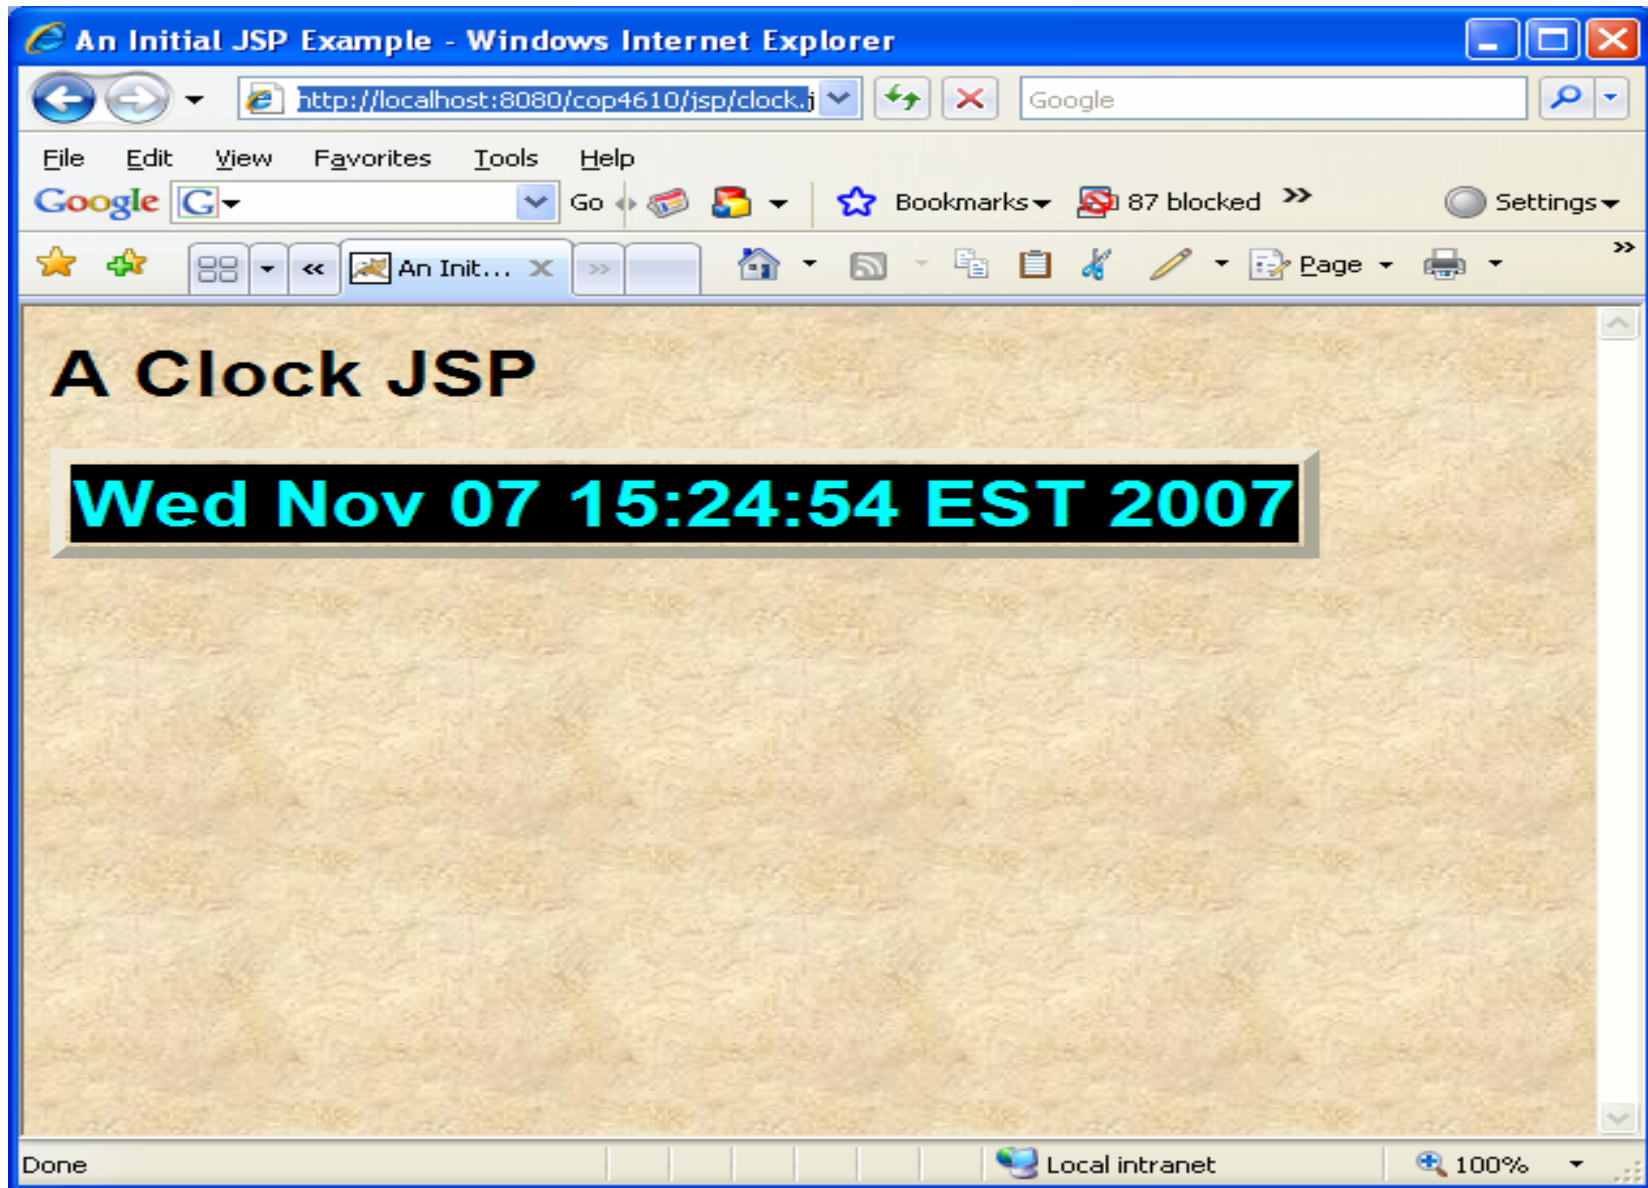 An Initial JSP Example - Windows Internet Explorer
http://localhost:8080/cop4610/jsp/clock.j
Google
File Edit View Favorites Tools Help
Google G Go Bookmarks 87 blocked >> Settings
<< An Init... X >> Page >>
A Clock JSP
Wed Nov 07 15:24:54 EST 2007
Done Local intranet 100%